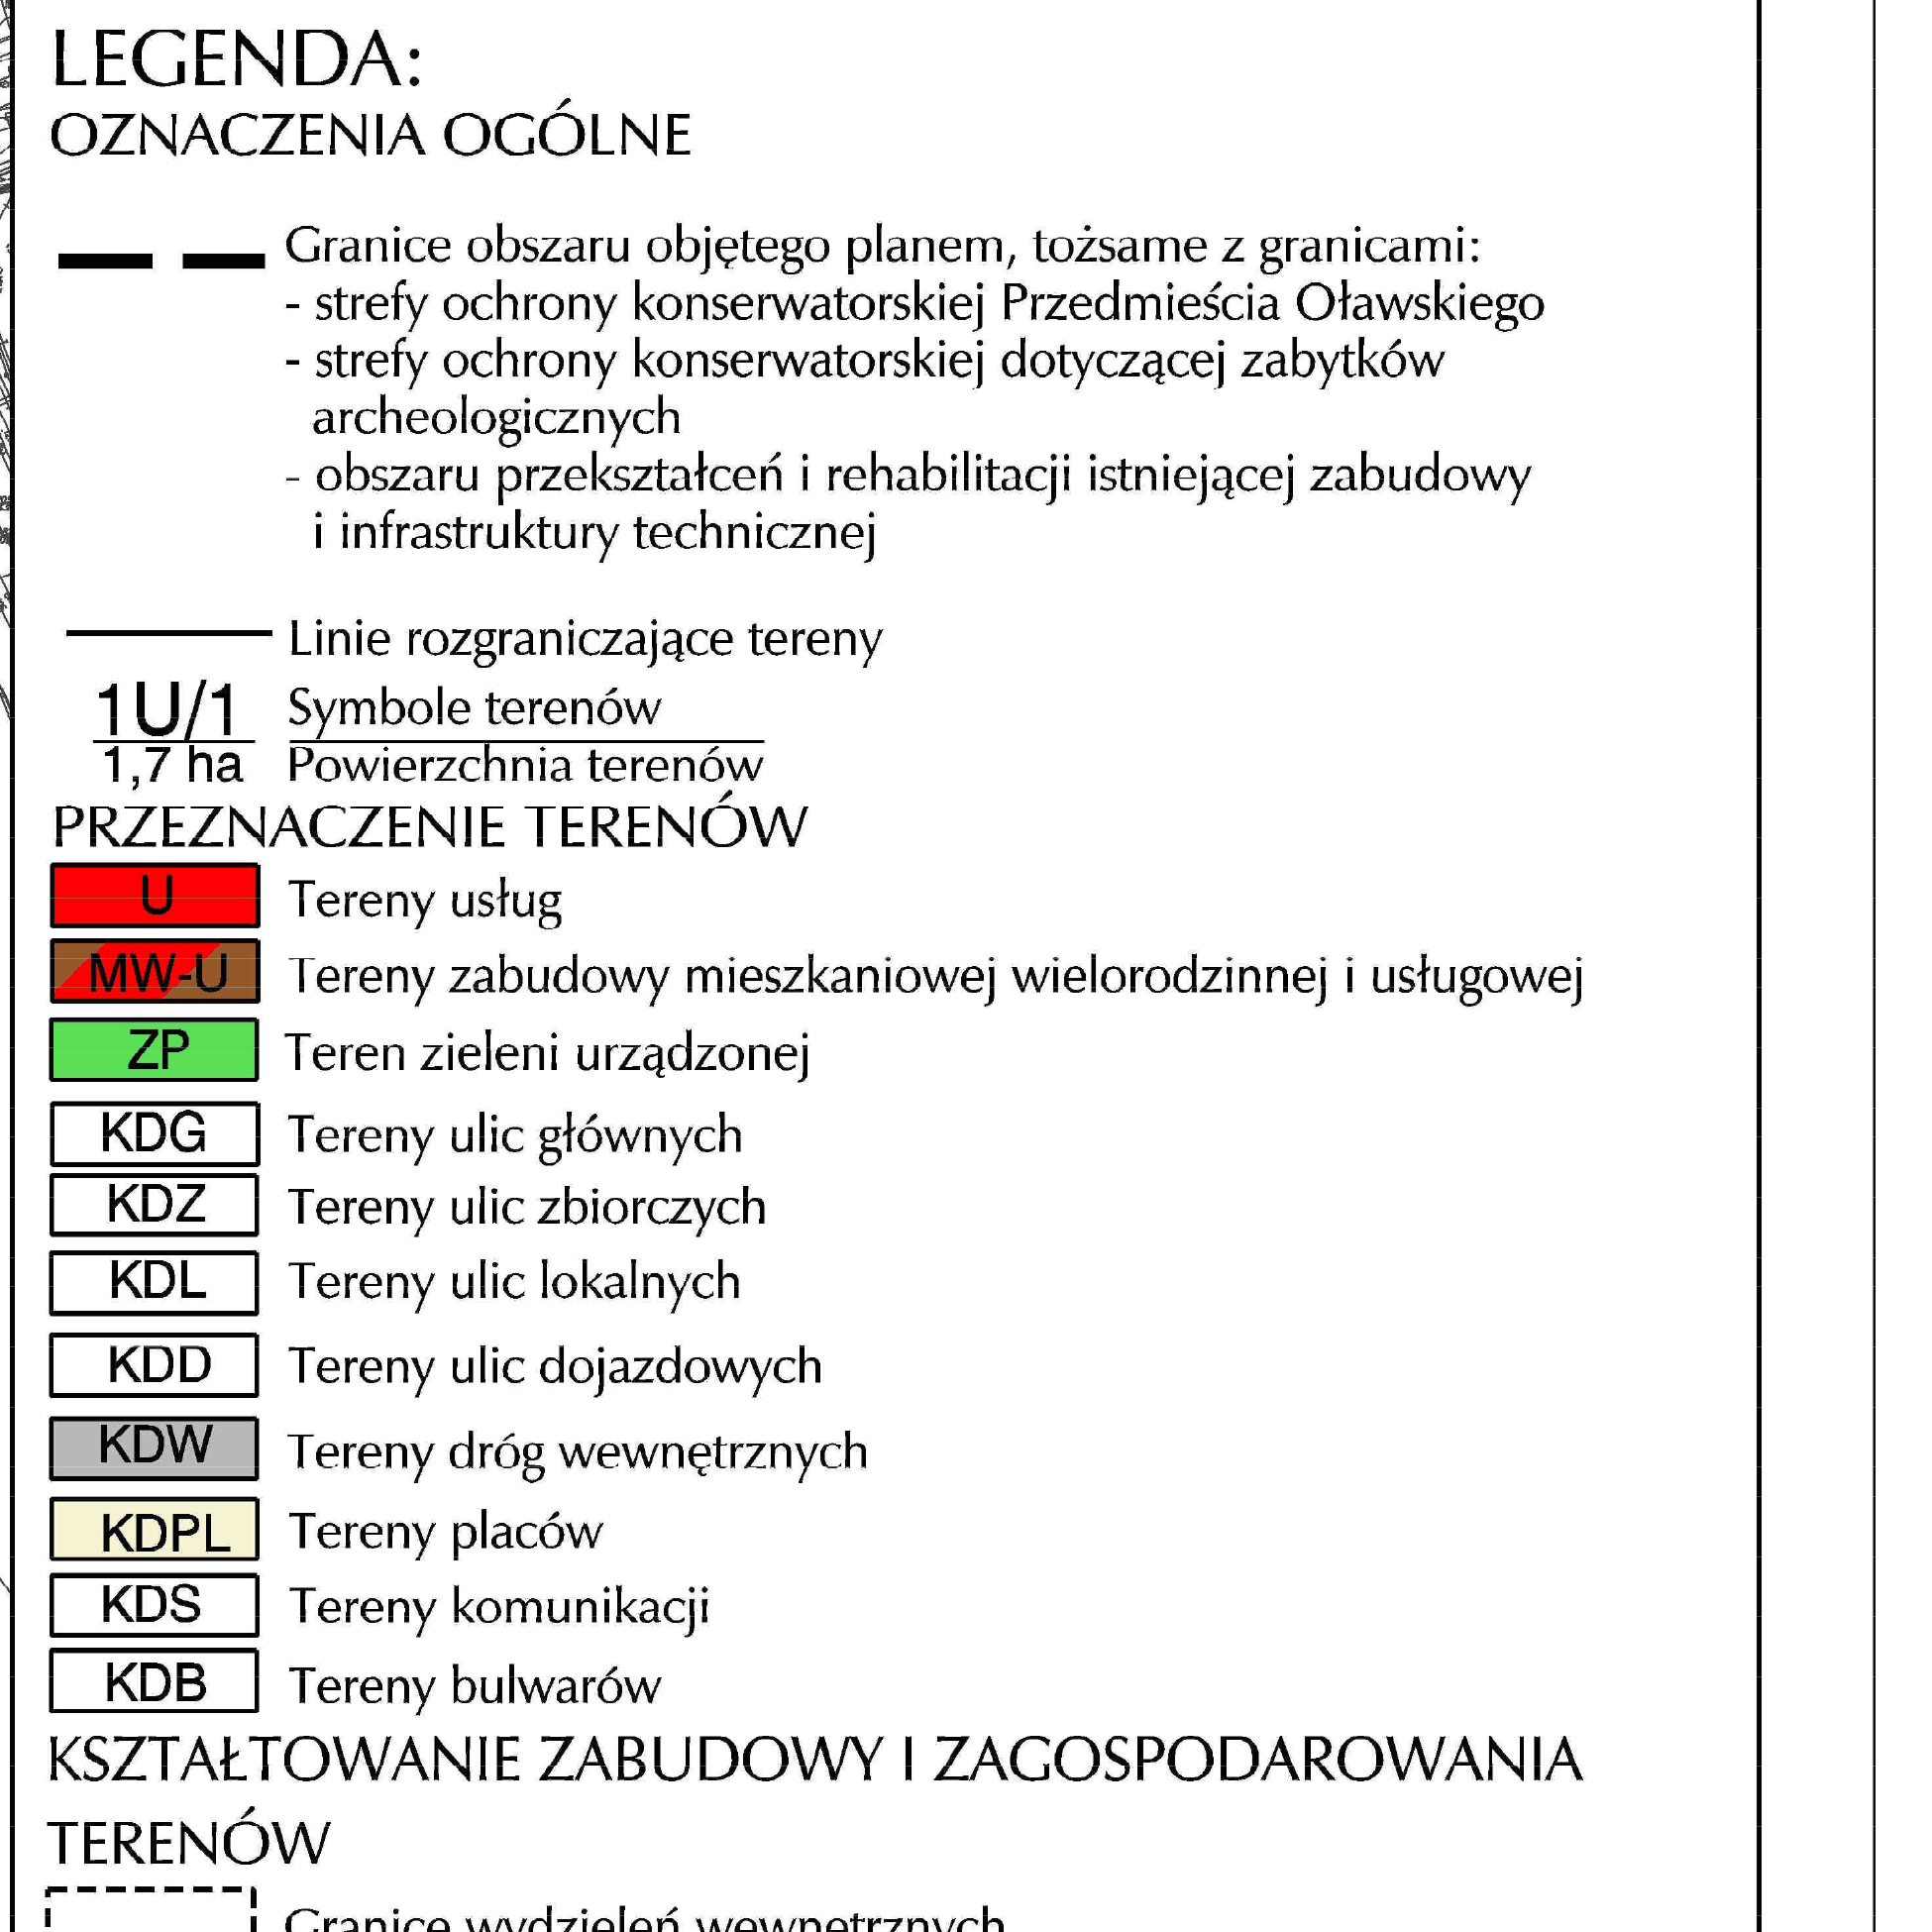 LEGENDA:
OZNACZENIA OGÓLNE
Granice obszaru objętego planem, tożsame z granicami:
- strefy ochrony konserwatorskiej Przedmieścia Oławskiego
- strefy ochrony konserwatorskiej dotyczącej zabytków
archeologicznych
- obszaru przekształceń i rehabilitacji istniejącej zabudowy
i infrastruktury technicznej
Linie rozgraniczające tereny
1U/1 Symbole terenów
1,7 ha Powierzchnia terenów
PRZEZNACZENIE TERENÓW
U Tereny usług
MW-U Tereny zabudowy mieszkaniowej wielorodzinnej i usługowej
ZP Teren zieleni urządzonej
KDG Tereny ulic głównych
KDZ Tereny ulic zbiorczych
KDL Tereny ulic lokalnych
KDD Tereny ulic dojazdowych
KDW Tereny dróg wewnętrznych
KDPL Tereny placów
KDS Tereny komunikacji
KDB Tereny bulwarów
KSZTAŁTOWANIE ZABUDOWY I ZAGOSPODAROWANIA
TERENÓW
Granice wydzieleń wewnętrznych